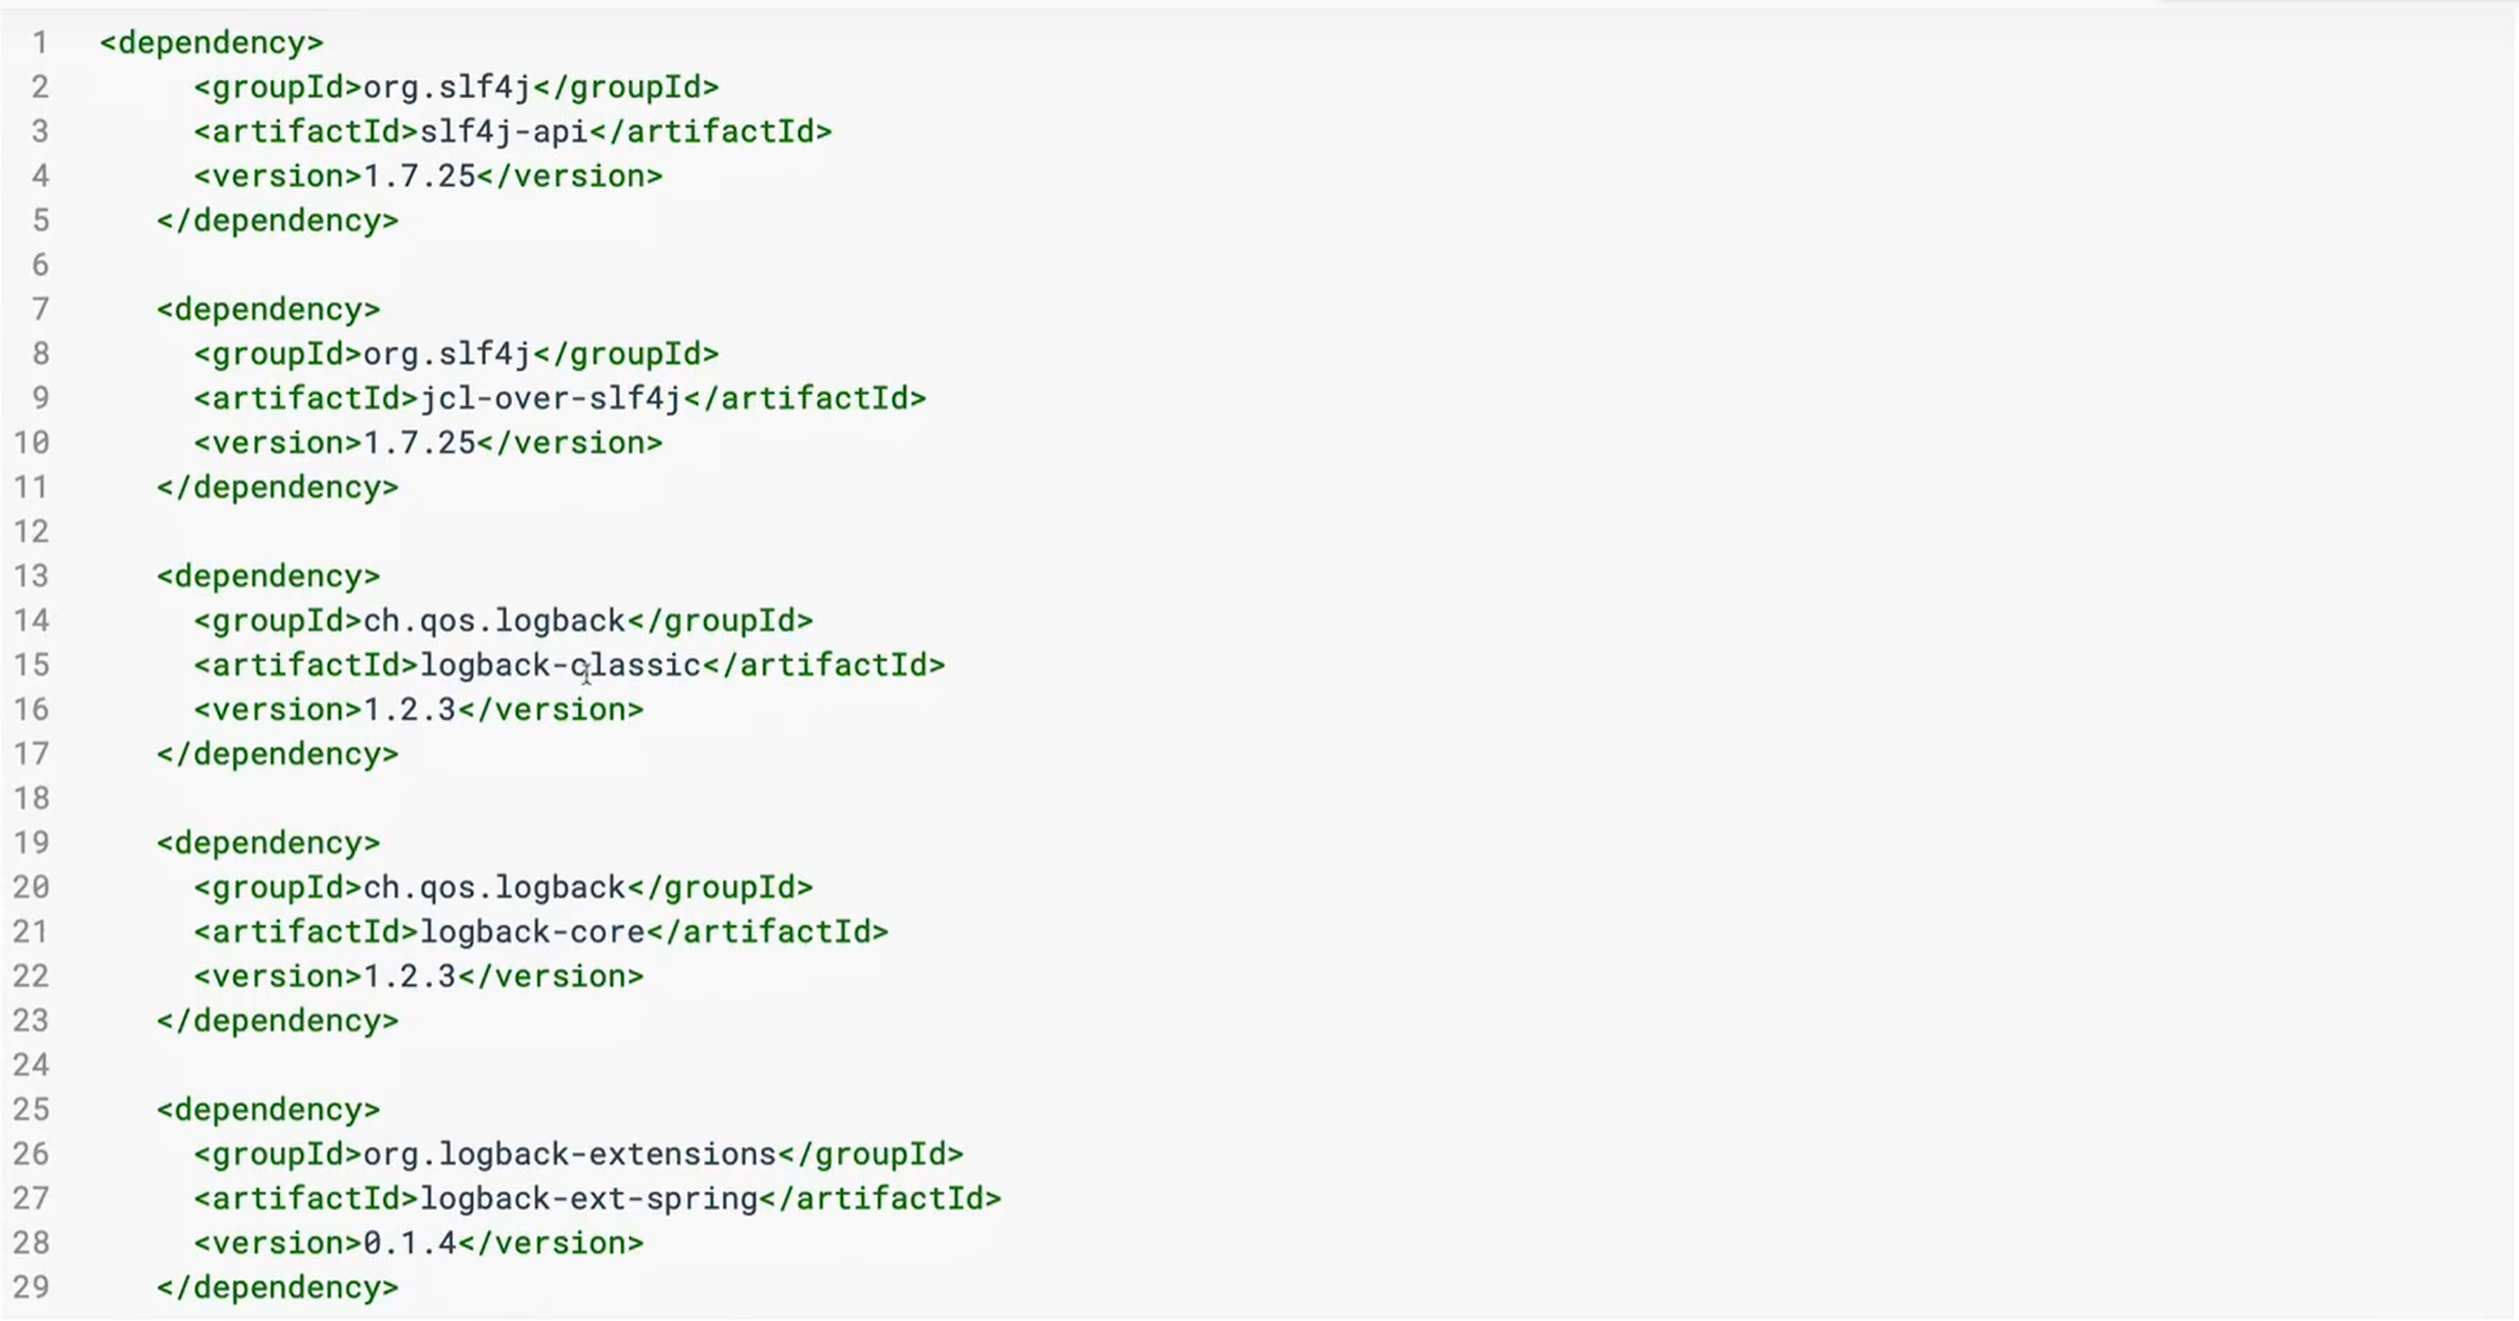 1 <dependency>
2 <groupId>org.slf4j</groupId>
3 <artifactId>slf4j-api</artifactId>
4 <version>1.7.25</version>
5 </dependency>
6
7 <dependency>
8 <groupId>org.slf4j</groupId>
9 <artifactId>jcl-over-slf4j</artifactId>
10 <version>1.7.25</version>
11 </dependency>
12
13 <dependency>
14 <groupId>ch.qos.logback</groupId>
15 <artifactId>logback-classic</artifactId>
16 <version>1.2.3</version>
17 </dependency>
18
19 <dependency>
20 <groupId>ch.qos.logback</groupId>
21 <artifactId>logback-core</artifactId>
22 <version>1.2.3</version>
23 </dependency>
24
25 <dependency>
26 <groupId>org.logback-extensions</groupId>
27 <artifactId>logback-ext-spring</artifactId>
28 <version>0.1.4</version>
29 </dependency>